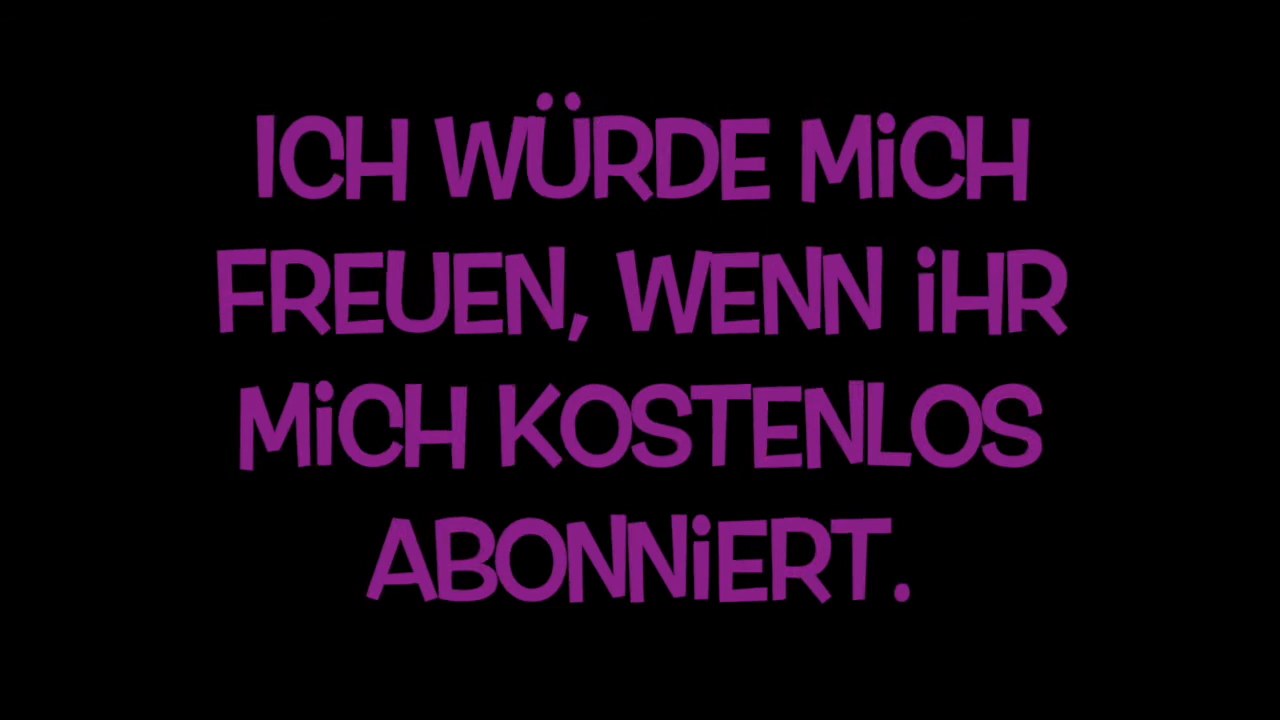 ICH WÜRDE MiCH
FREUEN, WENN iHR
MiCH KOSTENLOS
ABONNiERT.